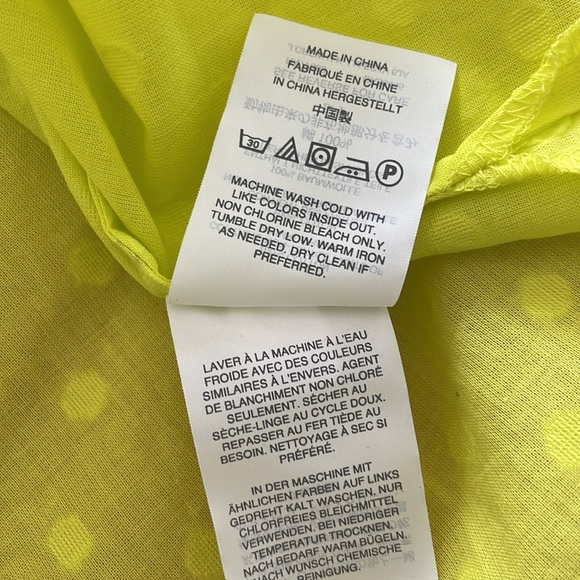 MADE IN CHINA
FABRIQUÉ EN CHINE
IN CHINA HERGESTELLT
中国製
30 P
MACHINE WASH COLD WITH
LIKE COLORS INSIDE OUT.
NON CHLORINE BLEACH ONLY.
TUMBLE DRY LOW. WARM IRON
AS NEEDED. DRY CLEAN IF
PREFERRED.
LAVER À LA MACHINE À L'EAU
FROIDE AVEC DES COULEURS
SIMILAIRES À L'ENVERS. AGENT
DE BLANCHIMENT NON CHLORÉ
SEULEMENT. SÉCHER AU
SÈCHE-LINGE AU CYCLE DOUX.
REPASSER AU FER TIÈDE AU
BESOIN. NETTOYAGE À SEC SI
PRÉFÉRÉ.
IN DER MASCHINE MIT
ÄHNLICHEN FARBEN AUF LINKS
GEDREHT KALT WASCHEN. NUR
CHLORFREIES BLEICHMITTEL
VERWENDEN. BEI NIEDRIGER
TEMPERATUR TROCKNEN.
NACH BEDARF WARM BÜGELN.
NACH WUNSCH CHEMISCHE
REINIGUNG.